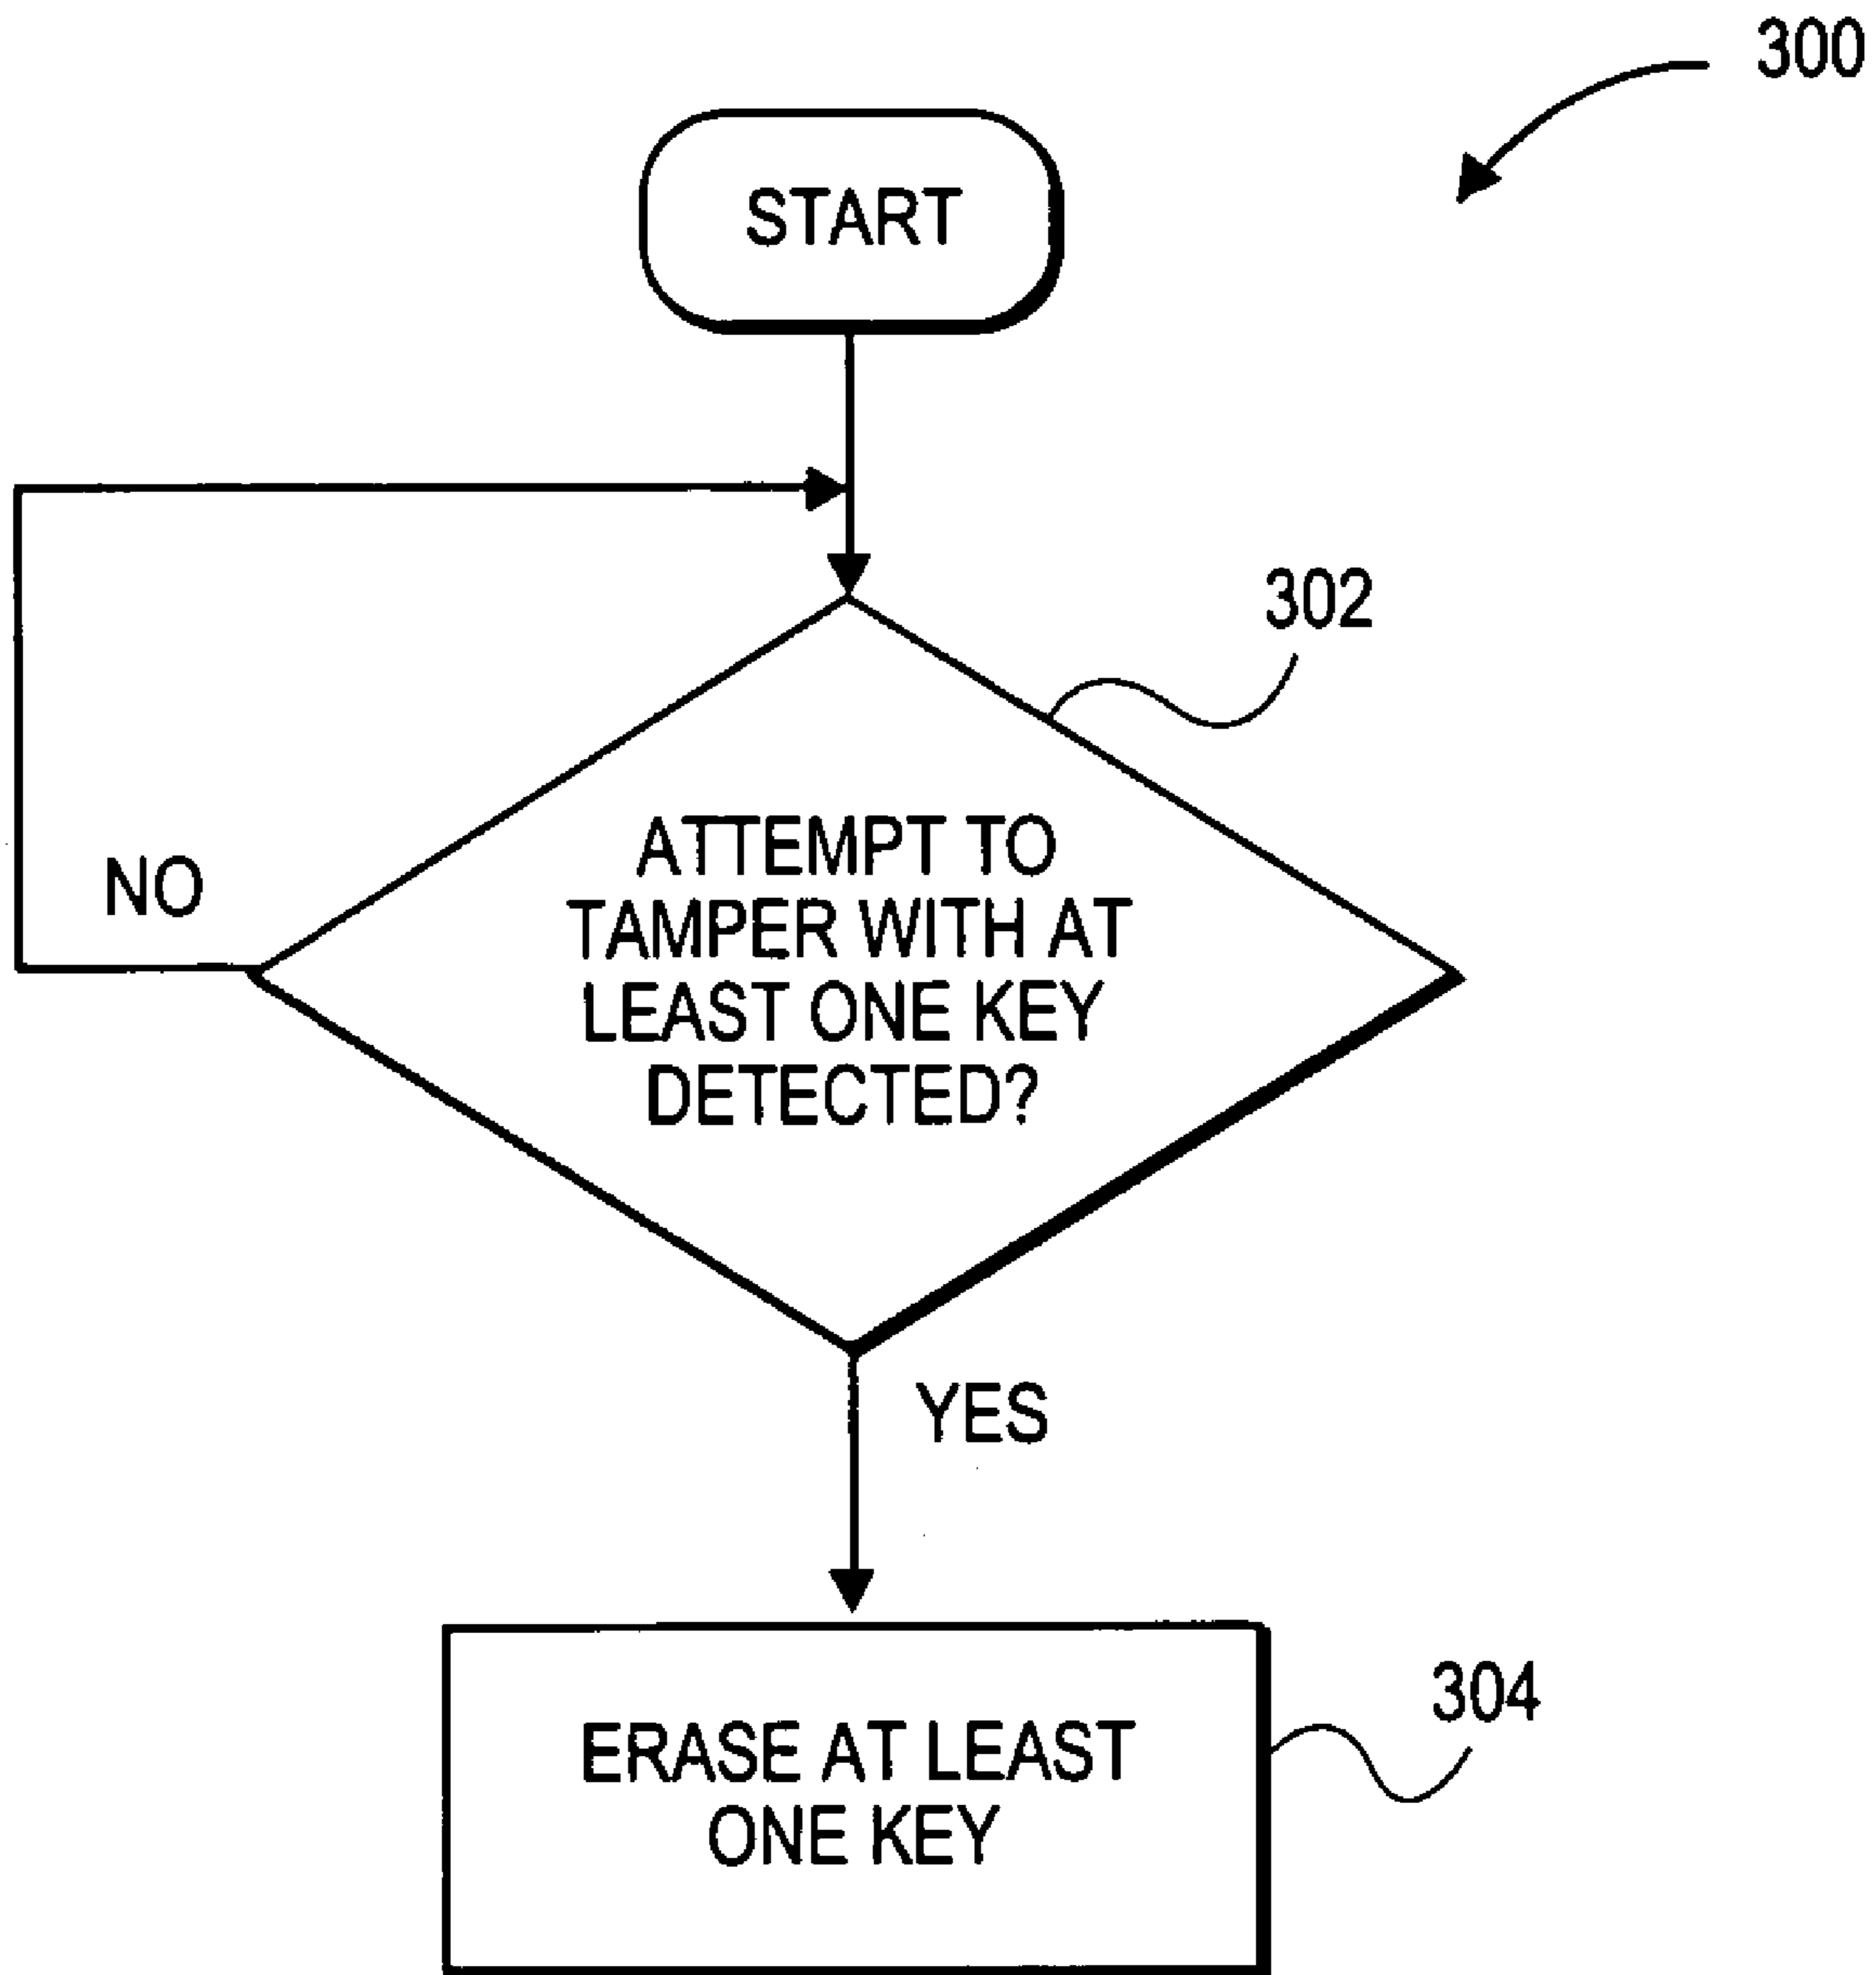 300
START
302
ATTEMPT TO
TAMPER WITH AT
LEAST ONE KEY
DETECTED?
NO
YES
304
ERASE AT LEAST
ONE KEY